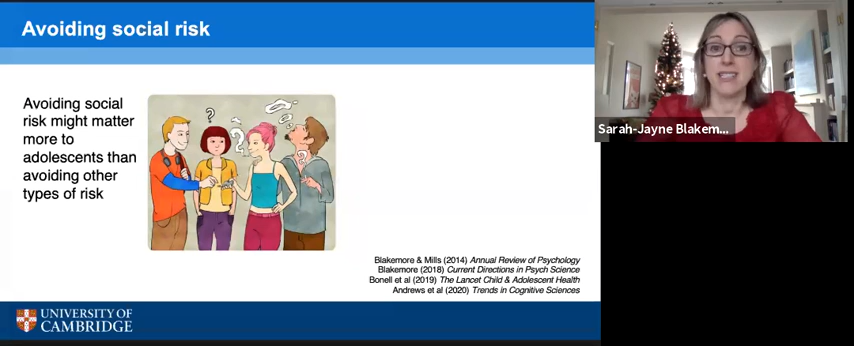 Avoiding social risk
Avoiding social
risk might matter
more to
adolescents than
avoiding other
types of risk
?
?
?
Blakemore & Mills (2014) Annual Review of Psychology
Blakemore (2018) Current Directions in Psych Science
Bonell et al (2019) The Lancet Child & Adolescent Health
Andrews et al (2020) Trends in Cognitive Sciences
UNIVERSITY OF
CAMBRIDGE
Sarah-Jayne Blakem...